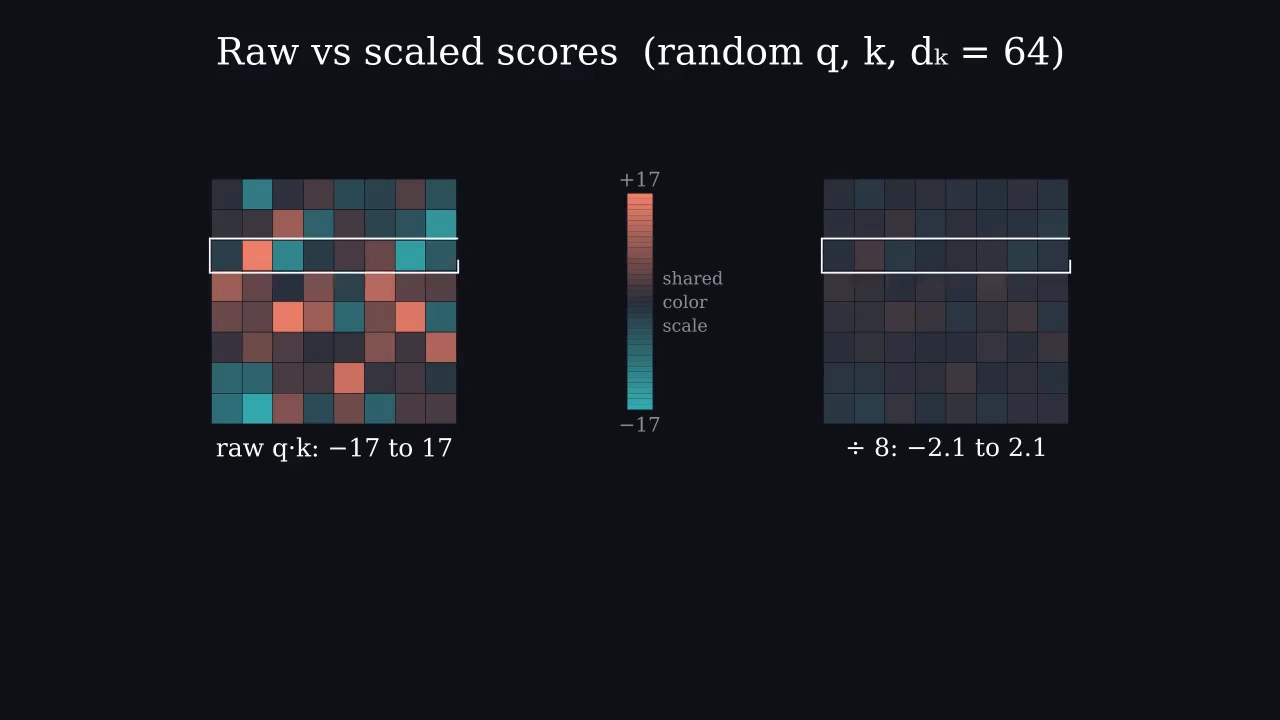 Raw vs scaled scores (random q, k, dₖ = 64)
+17
shared
color
scale
−17
raw q·k: −17 to 17
÷ 8: −2.1 to 2.1